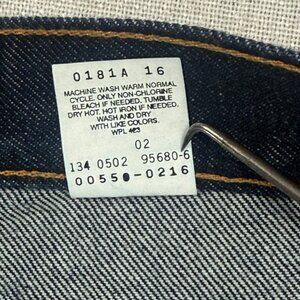 0181A 16
MACHINE WASH WARM NORMAL
CYCLE. ONLY NON-CHLORINE
BLEACH IF NEEDED. TUMBLE
DRY HOT. HOT IRON IF NEEDED.
WASH AND DRY
WITH LIKE COLORS.
WPL 423
02
134 0502 95680-6
00550-0216